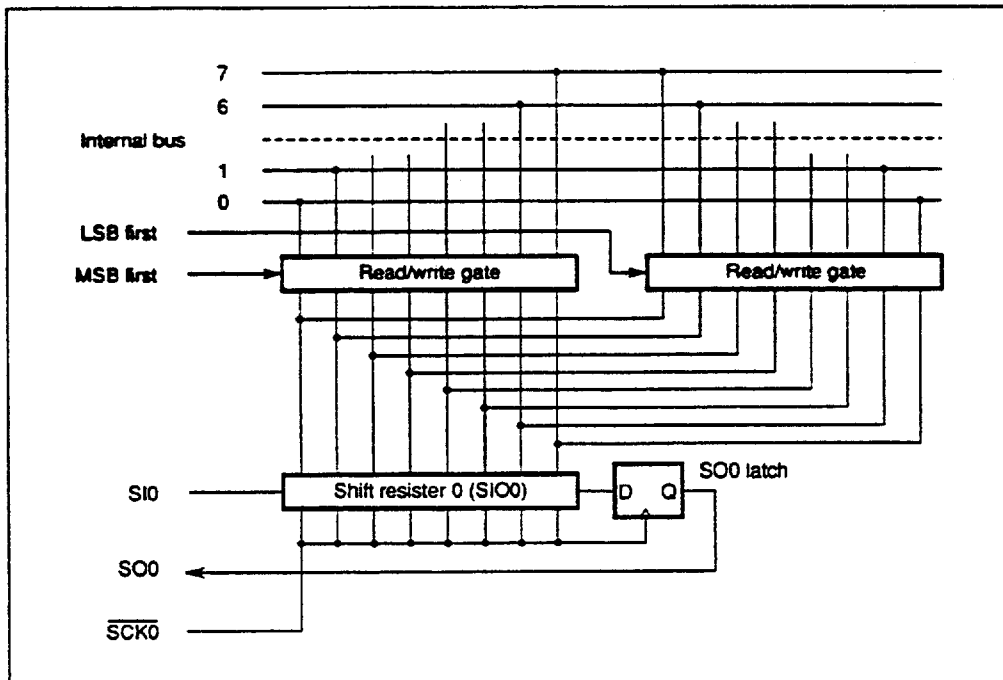 7
6
Internal bus
1
0
LSB first
MSB first
Read/write gate
Read/write gate
SO0 latch
SI0
Shift resister 0 (SIO0)
D Q
SO0
SCK0